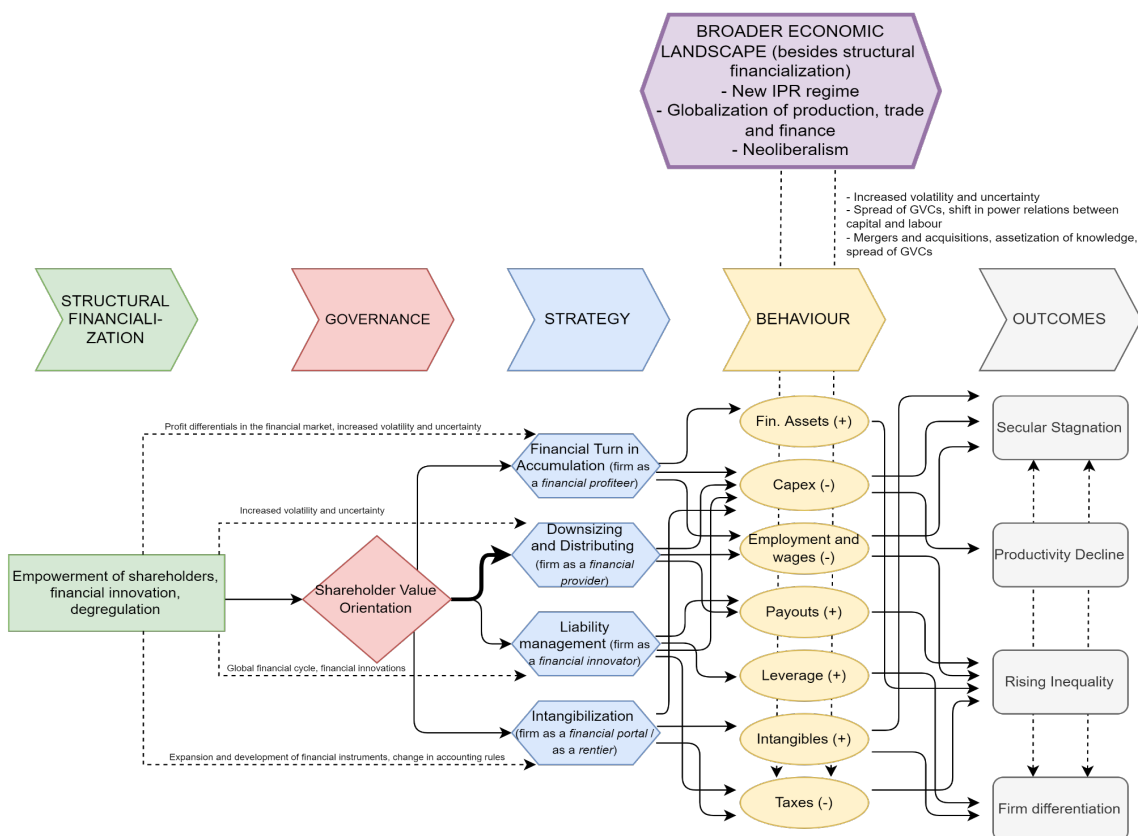 BROADER ECONOMIC
LANDSCAPE (besides structural
financialization)
- New IPR regime
- Globalization of production, trade
and finance
- Neoliberalism
- Increased volatility and uncertainty
- Spread of GVCs, shift in power relations between
capital and labour
- Mergers and acquisitions, assetization of knowledge,
spread of GVCs
STRUCTURAL
FINANCIALI-
ZATION
GOVERNANCE
STRATEGY
BEHAVIOUR
OUTCOMES
Profit differentials in the financial market, increased volatility and uncertainty
Increased volatility and uncertainty
Empowerment of shareholders,
financial innovation,
degregulation
Global financial cycle, financial innovations
Expansion and development of financial instruments, change in accounting rules
Shareholder Value
Orientation
Financial Turn in
Accumulation (firm as
a financial profiteer)
Downsizing
and Distributing
(firm as a financial
provider)
Liability
management (firm as
a financial innovator)
Intangibilization
(firm as a financial portal /
as a rentier)
Fin. Assets (+)
Capex (-)
Employment and
wages (-)
Payouts (+)
Leverage (+)
Intangibles (+)
Taxes (-)
Secular Stagnation
Productivity Decline
Rising Inequality
Firm differentiation